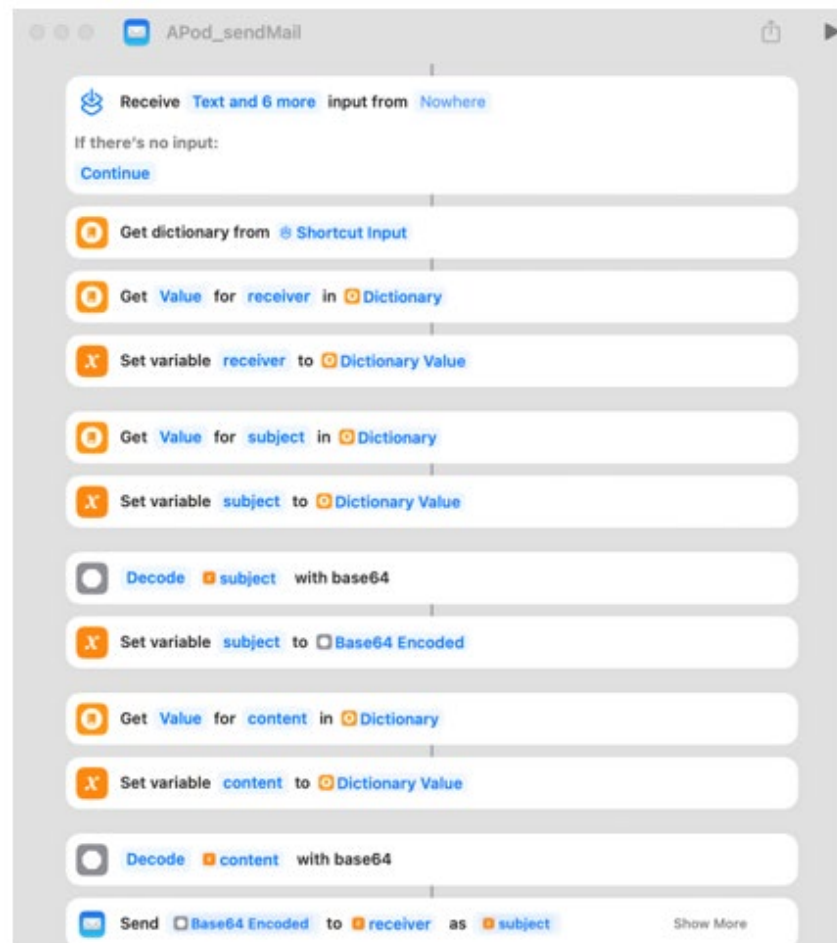 APod_sendMail
Receive Text and 6 more input from Nowhere
If there's no input:
Continue
Get dictionary from Shortcut Input
Get Value for receiver in Dictionary
Set variable receiver to Dictionary Value
Get Value for subject in Dictionary
Set variable subject to Dictionary Value
Decode subject with base64
Set variable subject to Base64 Encoded
Get Value for content in Dictionary
Set variable content to Dictionary Value
Decode content with base64
Send Base64 Encoded to receiver as subject Show More